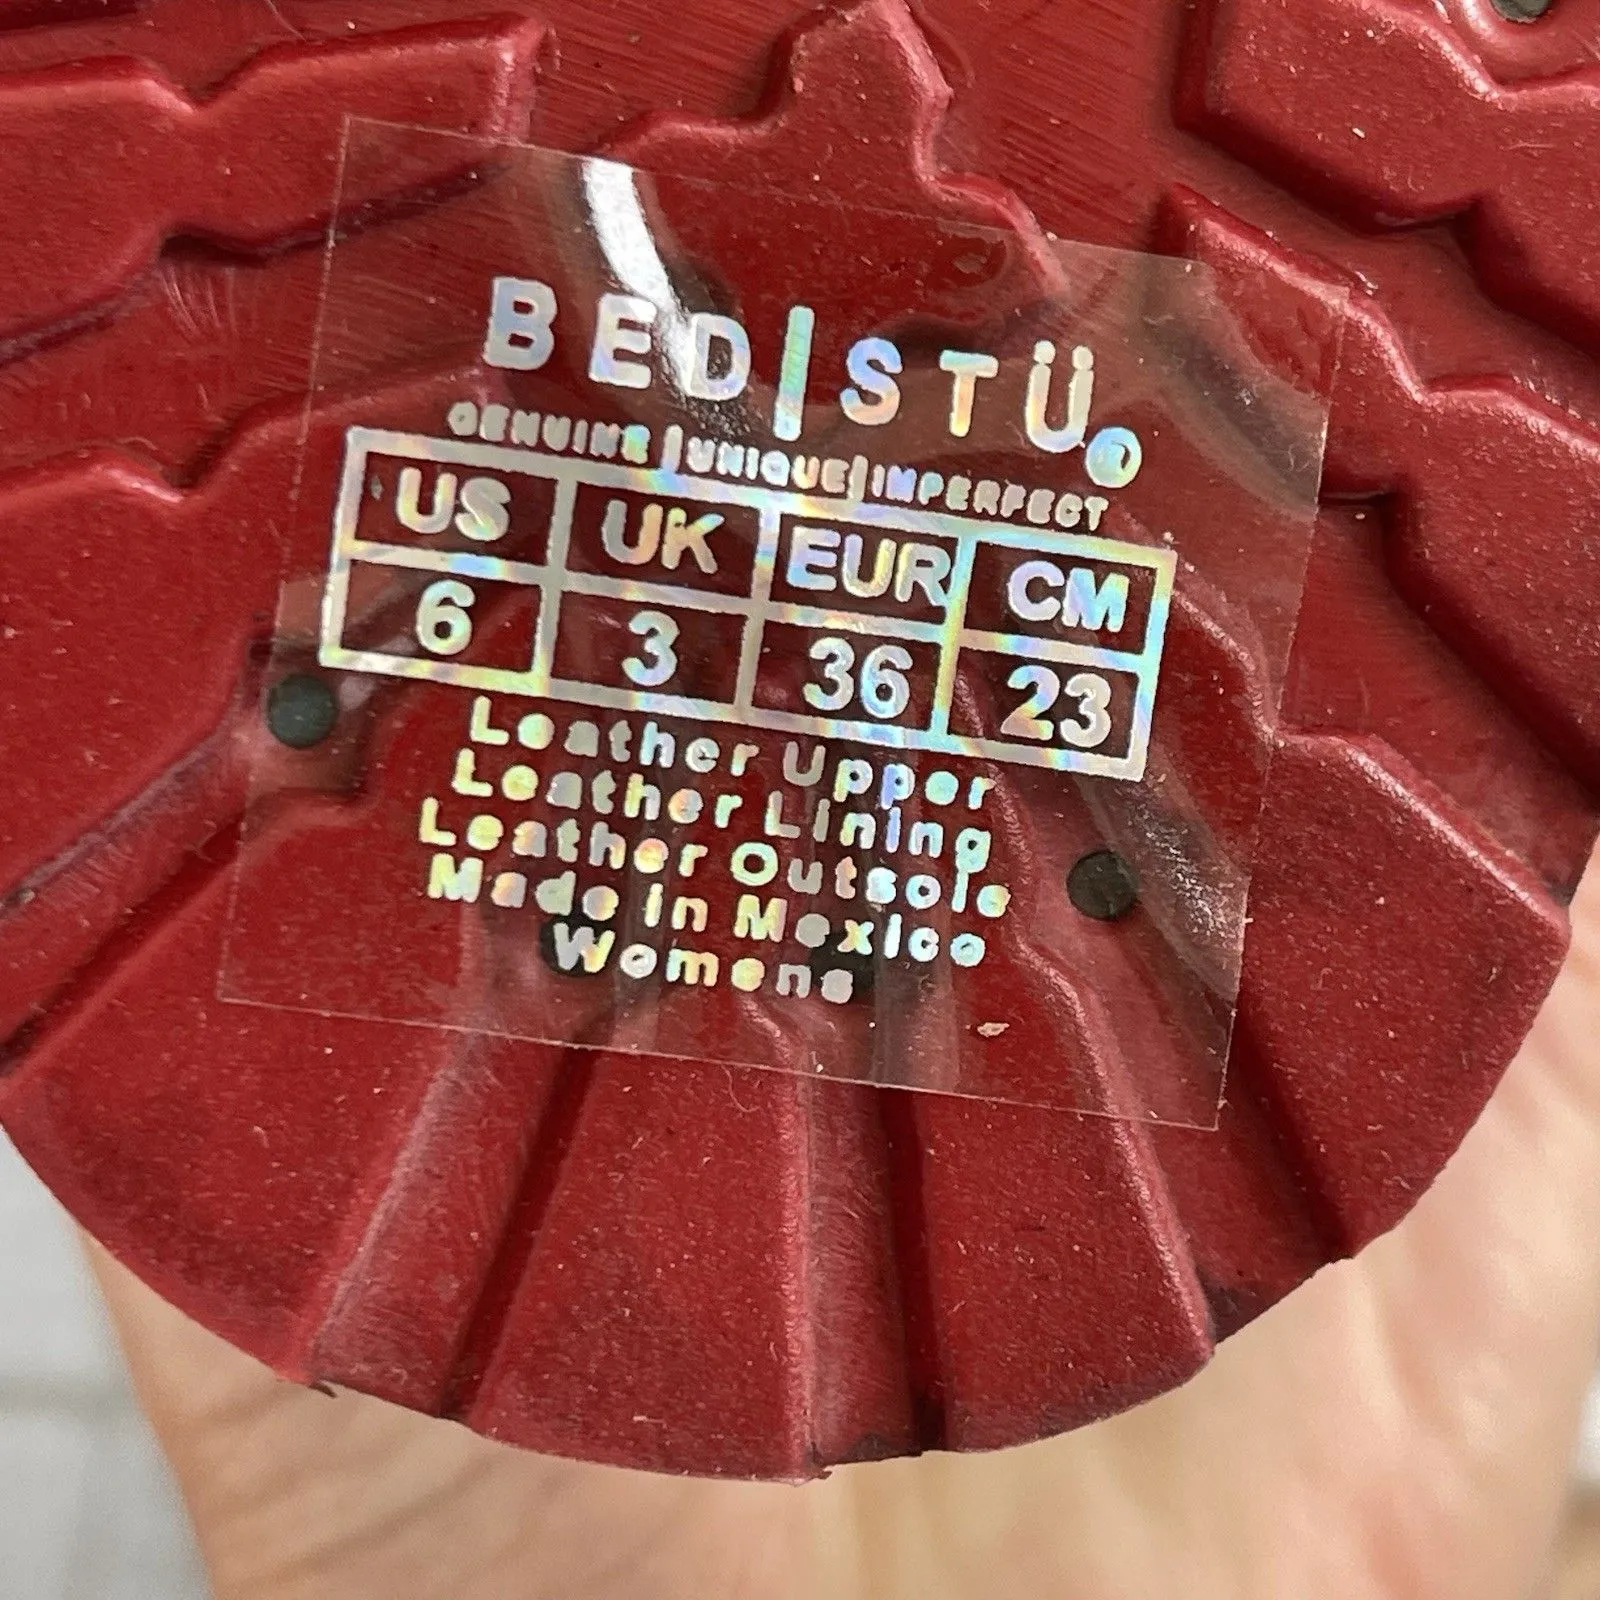 BED|STÜ®
GENUINE|UNIQUE|IMPERFECT
US UK EUR CM
6 3 36 23
Leather Upper
Leather Lining
Leather Outsole
Made in Mexico
Womens